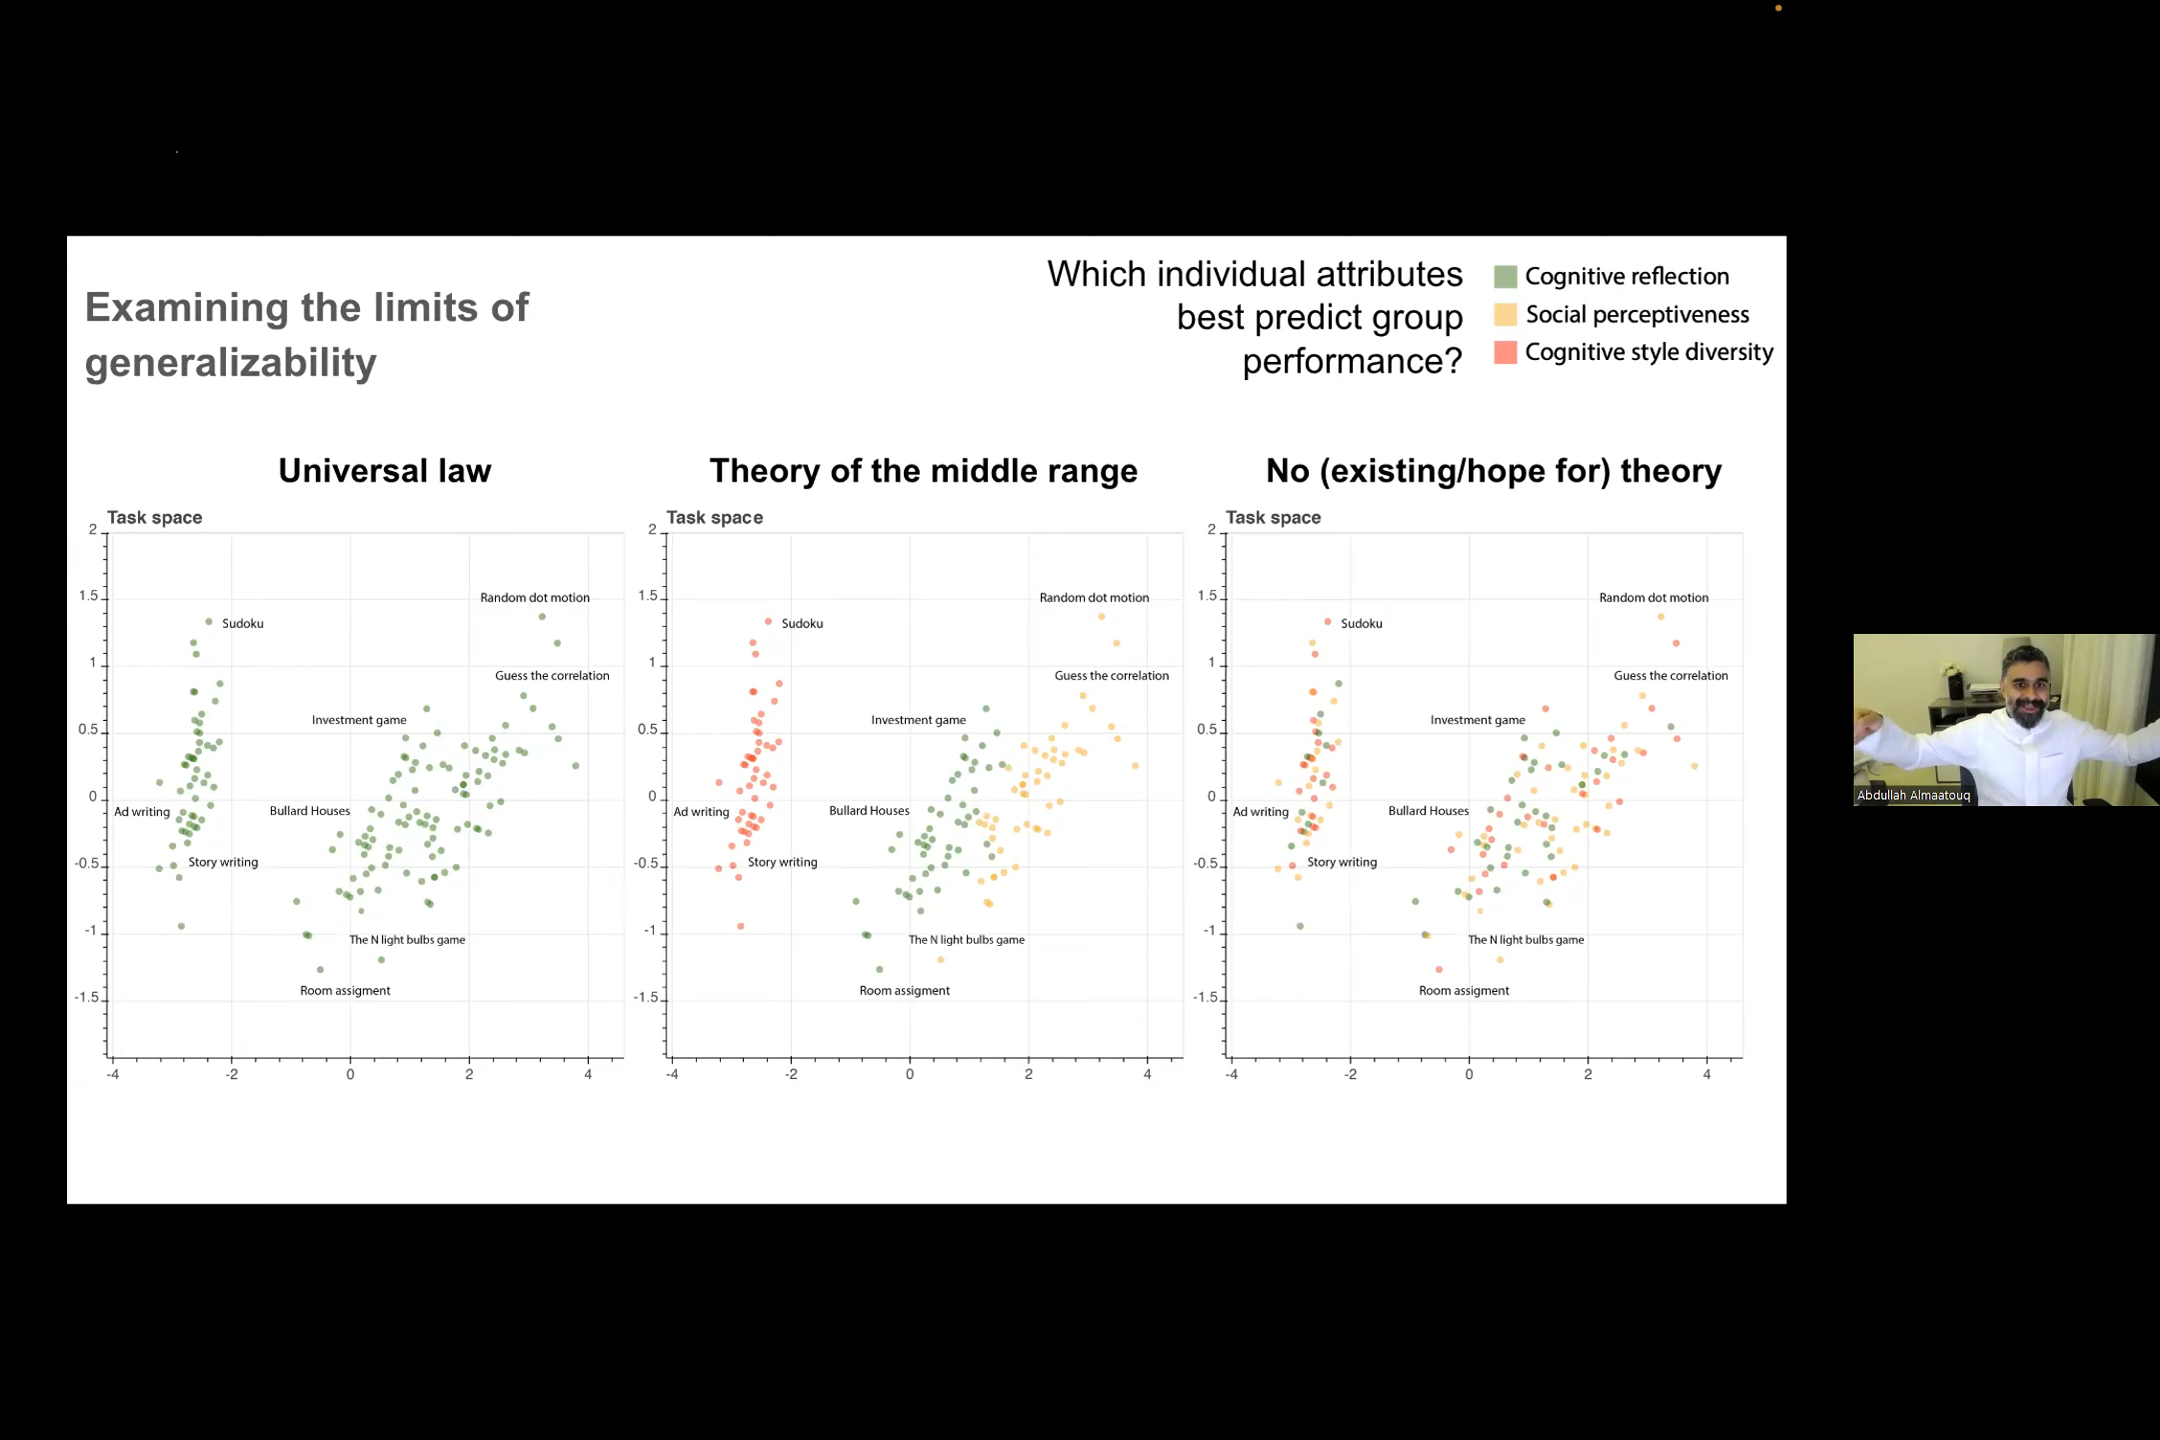 Examining the limits of
generalizability
Which individual attributes
best predict group
performance?
Cognitive reflection
Social perceptiveness
Cognitive style diversity
Universal law
Task space
2
1.5
1
0.5
0
-0.5
-1
-1.5
Random dot motion
Sudoku
Guess the correlation
Investment game
Ad writing
Bullard Houses
Story writing
The N light bulbs game
Room assigment
-4
-2
0
2
4
Theory of the middle range
Task space
2
1.5
1
0.5
0
-0.5
-1
-1.5
Random dot motion
Sudoku
Guess the correlation
Investment game
Ad writing
Bullard Houses
Story writing
The N light bulbs game
Room assigment
-4
-2
0
2
4
No (existing/hope for) theory
Task space
2
1.5
1
0.5
0
-0.5
-1
-1.5
Random dot motion
Sudoku
Guess the correlation
Investment game
Ad writing
Bullard Houses
Story writing
The N light bulbs game
Room assigment
-4
-2
0
2
4
Abdullah Almaatouq